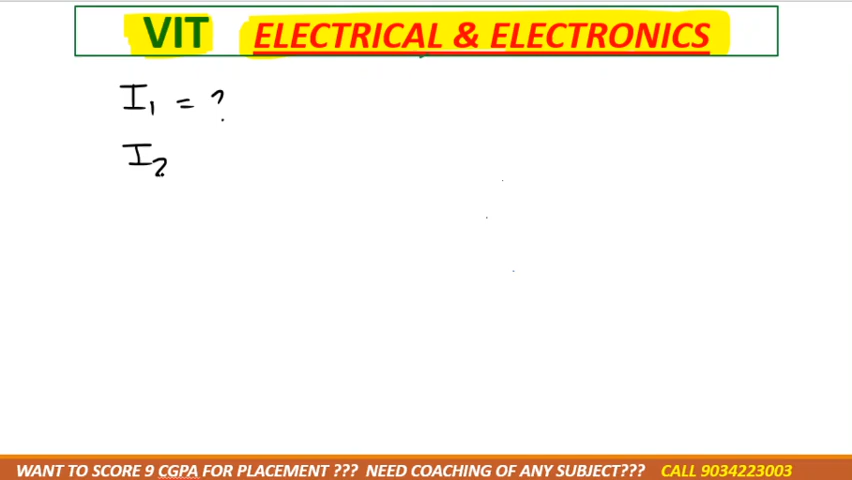 VIT ELECTRICAL & ELECTRONICS
I₁ = ?
I₂
WANT TO SCORE 9 CGPA FOR PLACEMENT ??? NEED COACHING OF ANY SUBJECT??? CALL 9034223003